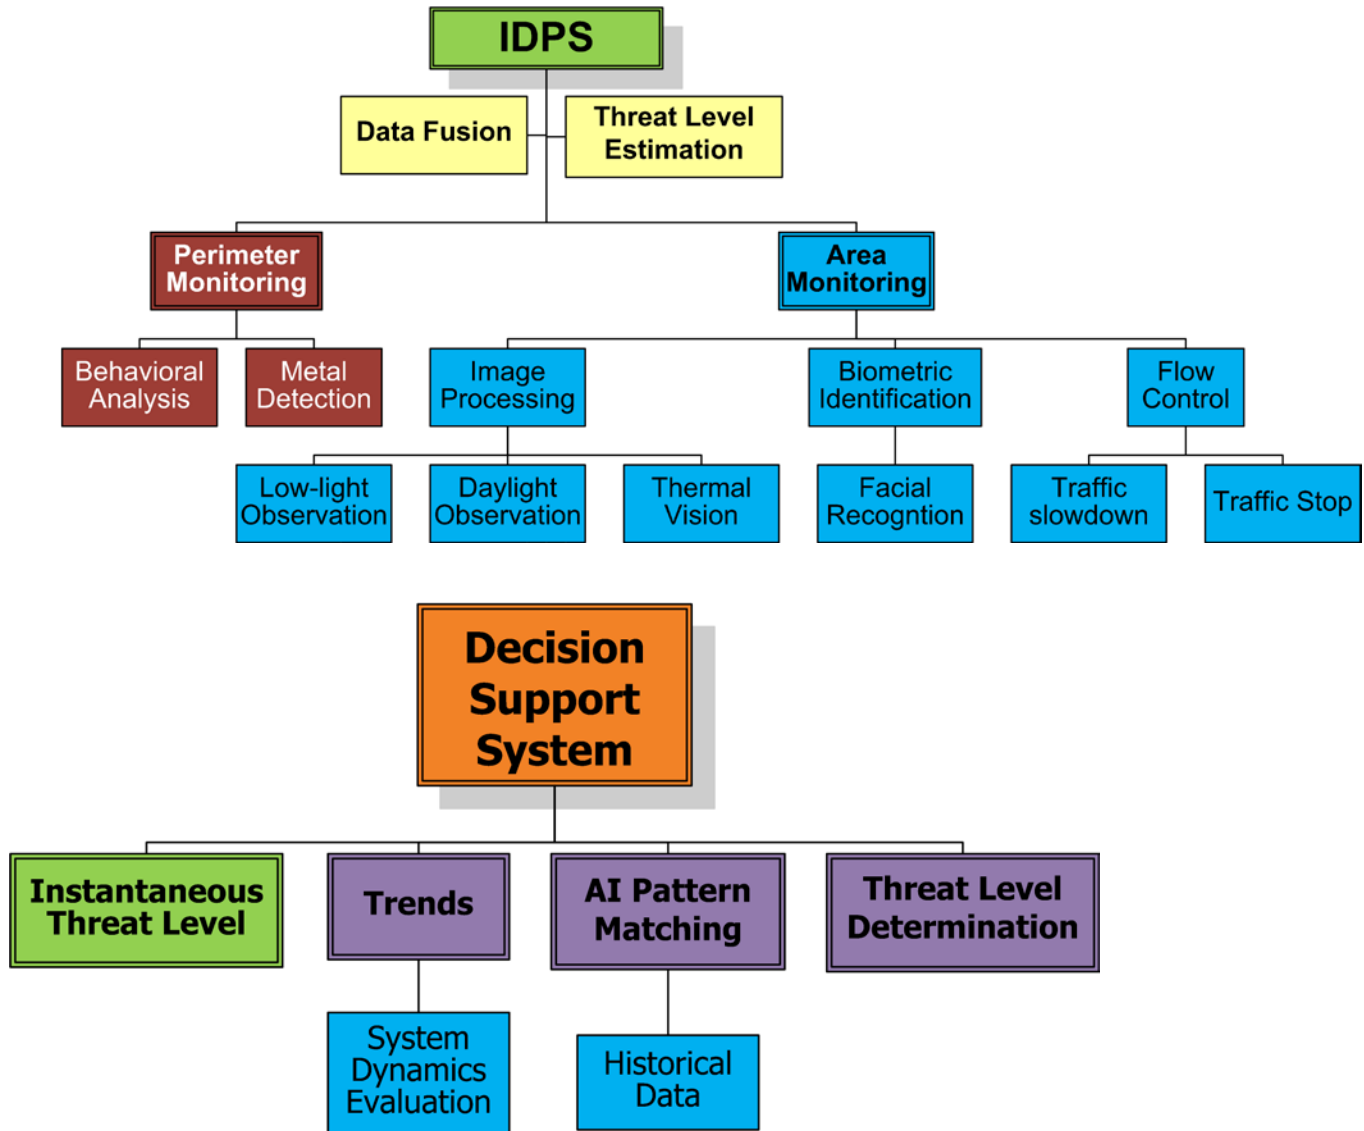 IDPS
Data Fusion
Threat Level
Estimation
Perimeter
Monitoring
Area
Monitoring
Behavioral
Analysis
Metal
Detection
Image
Processing
Biometric
Identification
Flow
Control
Low-light
Observation
Daylight
Observation
Thermal
Vision
Facial
Recogntion
Traffic
slowdown
Traffic Stop
Decision
Support
System
Instantaneous
Threat Level
Trends
AI Pattern
Matching
Threat Level
Determination
System
Dynamics
Evaluation
Historical
Data